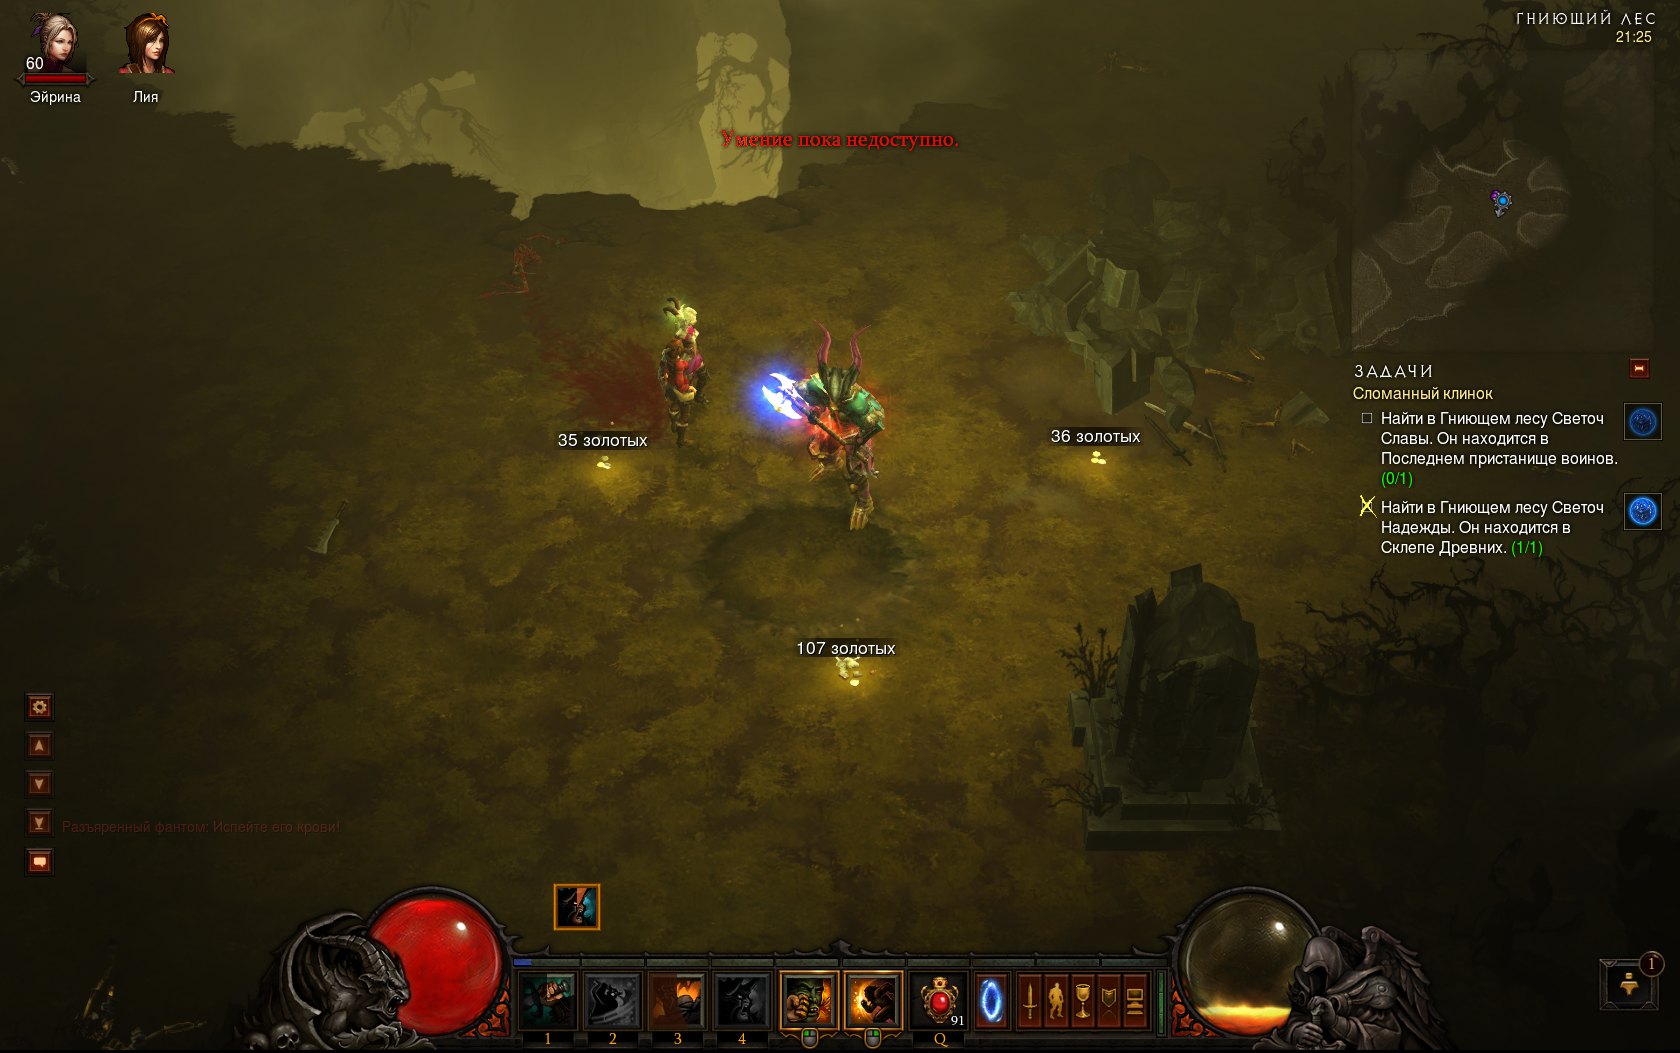 ГНИЮЩИЙ ЛЕС
21:25
60
Эйрина
Лия
Умение пока недоступно.
35 золотых
36 золотых
107 золотых
ЗАДАЧИ
Сломанный клинок
Найти в Гниющем лесу Светоч
Славы. Он находится в
Последнем пристанище воинов.
(0/1)
Найти в Гниющем лесу Светоч
Надежды. Он находится в
Склепе Древних. (1/1)
Разъяренный фантом: Испейте его крови!
91
1
1 2 3 4 Q